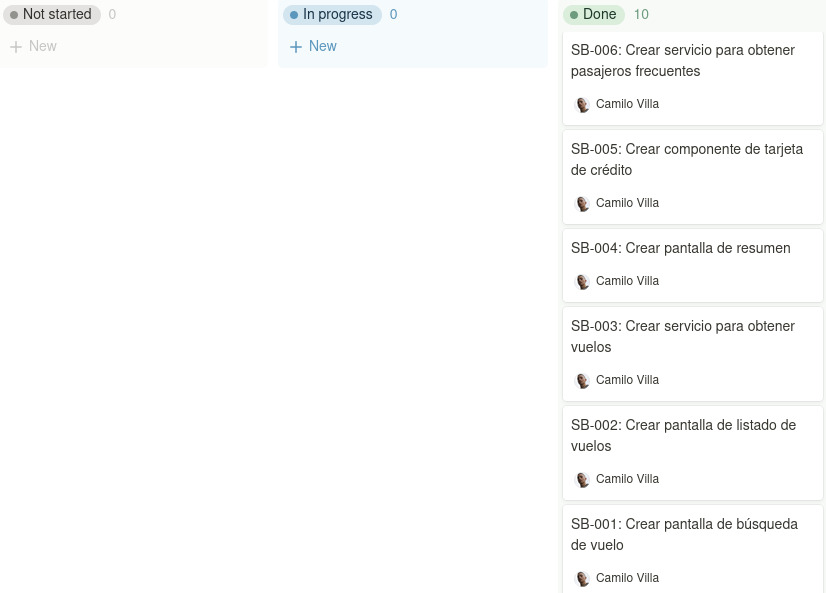 Not started 0
+ New
In progress 0
+ New
Done 10
SB-006: Crear servicio para obtener
pasajeros frecuentes
Camilo Villa
SB-005: Crear componente de tarjeta
de crédito
Camilo Villa
SB-004: Crear pantalla de resumen
Camilo Villa
SB-003: Crear servicio para obtener
vuelos
Camilo Villa
SB-002: Crear pantalla de listado de
vuelos
Camilo Villa
SB-001: Crear pantalla de búsqueda
de vuelo
Camilo Villa